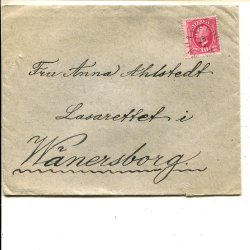 Fru Anna Ahlstedt
Lasarettet i
Wänersborg.